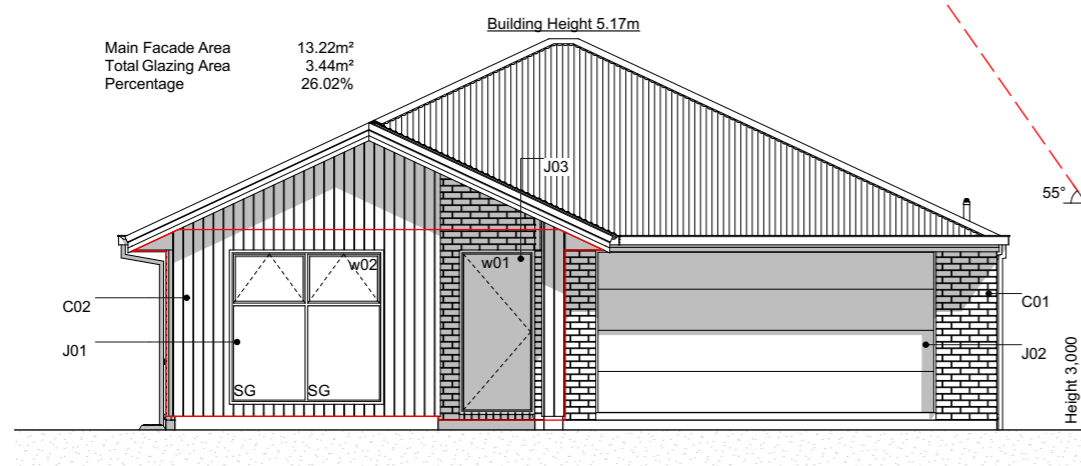 Building Height 5.17m
Main Facade Area 13.22m²
Total Glazing Area 3.44m²
Percentage 26.02%
J03
55°
w02
w01
C02
C01
J01
J02
SG SG
Height 3,000